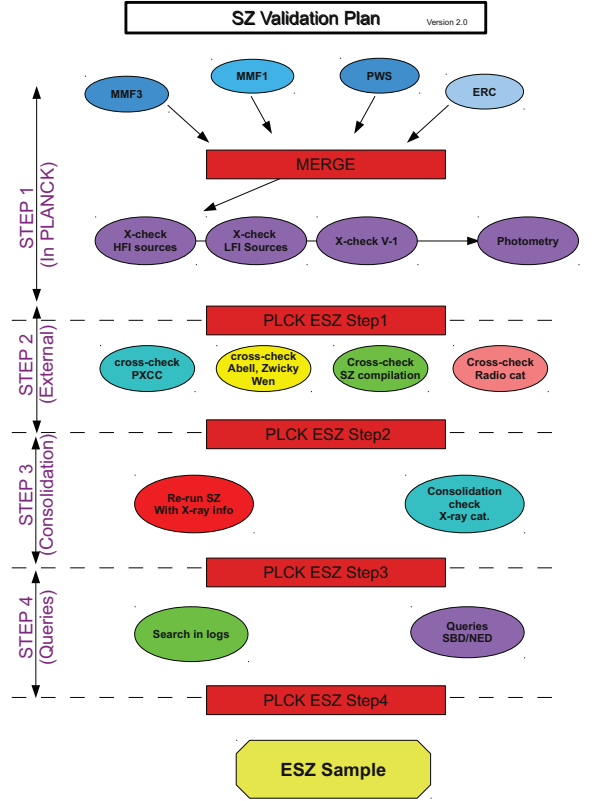 SZ Validation Plan Version 2.0
MMF3
MMF1
PWS
ERC
MERGE
STEP 1
(In PLANCK)
X-check
HFI sources
X-check
LFI Sources
X-check V-1
Photometry
PLCK ESZ Step1
STEP 2
(External)
cross-check
PXCC
cross-check
Abell, Zwicky
Wen
Cross-check
SZ compilation
Cross-check
Radio cat
PLCK ESZ Step2
STEP 3
(Consolidation)
Re-run SZ
With X-ray info
Consolidation
check
X-ray cat.
PLCK ESZ Step3
STEP 4
(Queries)
Search in logs
Queries
SBD/NED
PLCK ESZ Step4
ESZ Sample